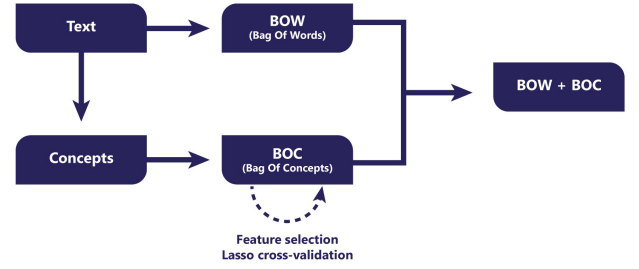 Text
BOW
(Bag Of Words)
BOW + BOC
Concepts
BOC
(Bag Of Concepts)
Feature selection
Lasso cross-validation